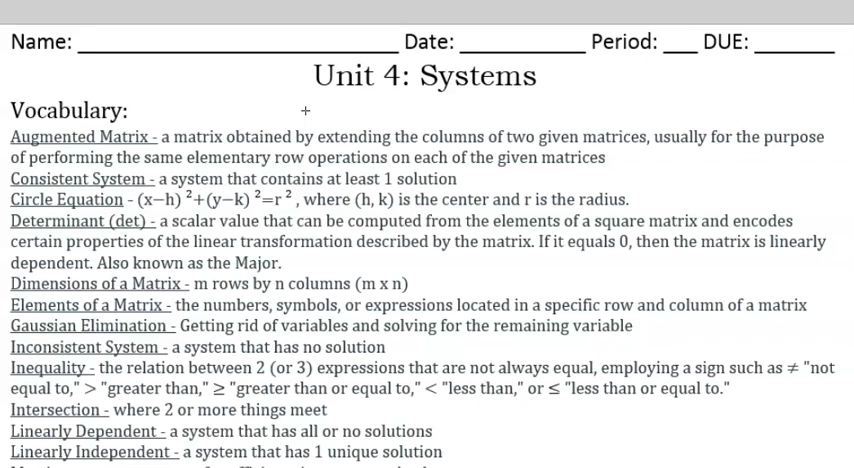 Name: ______________________________ Date: ____________ Period: ___ DUE: _______
Unit 4: Systems
Vocabulary:
Augmented Matrix - a matrix obtained by extending the columns of two given matrices, usually for the purpose
of performing the same elementary row operations on each of the given matrices
Consistent System - a system that contains at least 1 solution
Circle Equation - (x−h) ²+(y−k) ²=r ² , where (h, k) is the center and r is the radius.
Determinant (det) - a scalar value that can be computed from the elements of a square matrix and encodes
certain properties of the linear transformation described by the matrix. If it equals 0, then the matrix is linearly
dependent. Also known as the Major.
Dimensions of a Matrix - m rows by n columns (m x n)
Elements of a Matrix - the numbers, symbols, or expressions located in a specific row and column of a matrix
Gaussian Elimination - Getting rid of variables and solving for the remaining variable
Inconsistent System - a system that has no solution
Inequality - the relation between 2 (or 3) expressions that are not always equal, employing a sign such as ≠ "not
equal to," > "greater than," ≥ "greater than or equal to," < "less than," or ≤ "less than or equal to."
Intersection - where 2 or more things meet
Linearly Dependent - a system that has all or no solutions
Linearly Independent - a system that has 1 unique solution